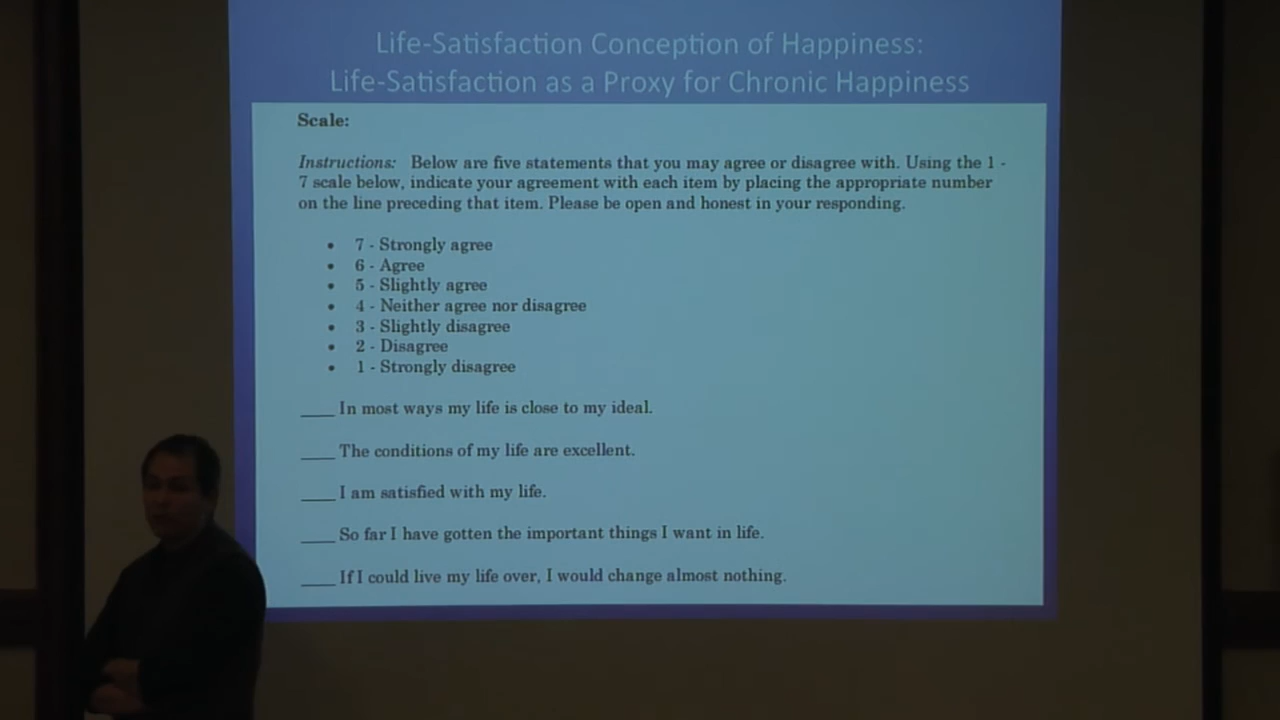 Life-Satisfaction Conception of Happiness:
Life-Satisfaction as a Proxy for Chronic Happiness
Scale:
Instructions: Below are five statements that you may agree or disagree with. Using the 1 -
7 scale below, indicate your agreement with each item by placing the appropriate number
on the line preceding that item. Please be open and honest in your responding.
• 7 - Strongly agree
• 6 - Agree
• 5 - Slightly agree
• 4 - Neither agree nor disagree
• 3 - Slightly disagree
• 2 - Disagree
• 1 - Strongly disagree
____ In most ways my life is close to my ideal.
____ The conditions of my life are excellent.
____ I am satisfied with my life.
____ So far I have gotten the important things I want in life.
____ If I could live my life over, I would change almost nothing.